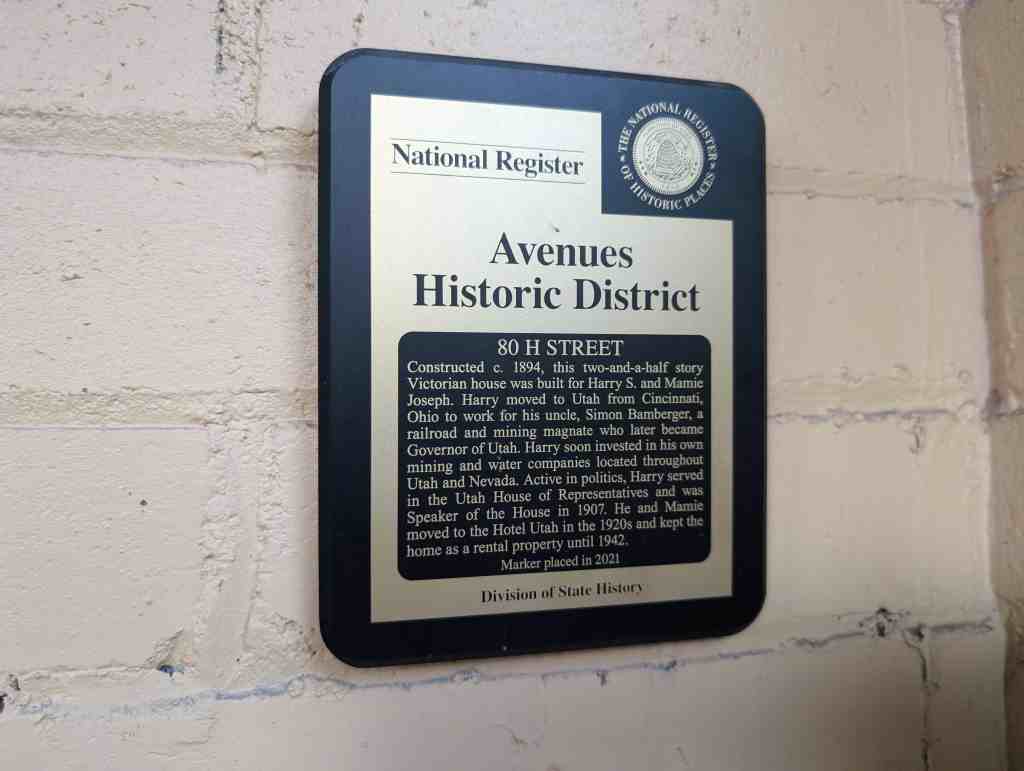 National Register
THE NATIONAL REGISTER
OF HISTORIC PLACES
Avenues
Historic District
80 H STREET
Constructed c. 1894, this two-and-a-half story
Victorian house was built for Harry S. and Mamie
Joseph. Harry moved to Utah from Cincinnati,
Ohio to work for his uncle, Simon Bamberger, a
railroad and mining magnate who later became
Governor of Utah. Harry soon invested in his own
mining and water companies located throughout
Utah and Nevada. Active in politics, Harry served
in the Utah House of Representatives and was
Speaker of the House in 1907. He and Mamie
moved to the Hotel Utah in the 1920s and kept the
home as a rental property until 1942.
Marker placed in 2021
Division of State History